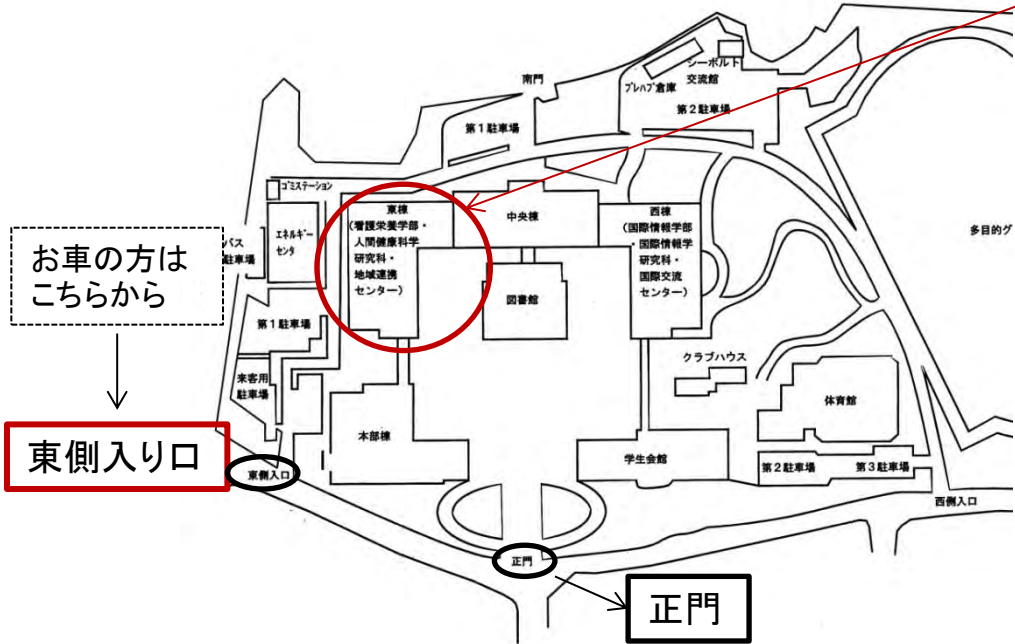 シーボルト
交流館
プレハブ倉庫
南門
第2駐車場
第1駐車場
ゴミステーション
東棟
(看護栄養学部・
人間健康科学
研究科・
地域連携
センター)
中央棟
西棟
(国際情報学部
・国際情報学
研究科・
国際交流
センター)
エネルギー
センタ
バス
駐車場
多目的グ
お車の方は
こちらから
図書館
第1駐車場
クラブハウス
来客用
駐車場
体育館
本部棟
東側入り口
学生会館
東側入口
第2駐車場
第3駐車場
西側入口
正門
正門